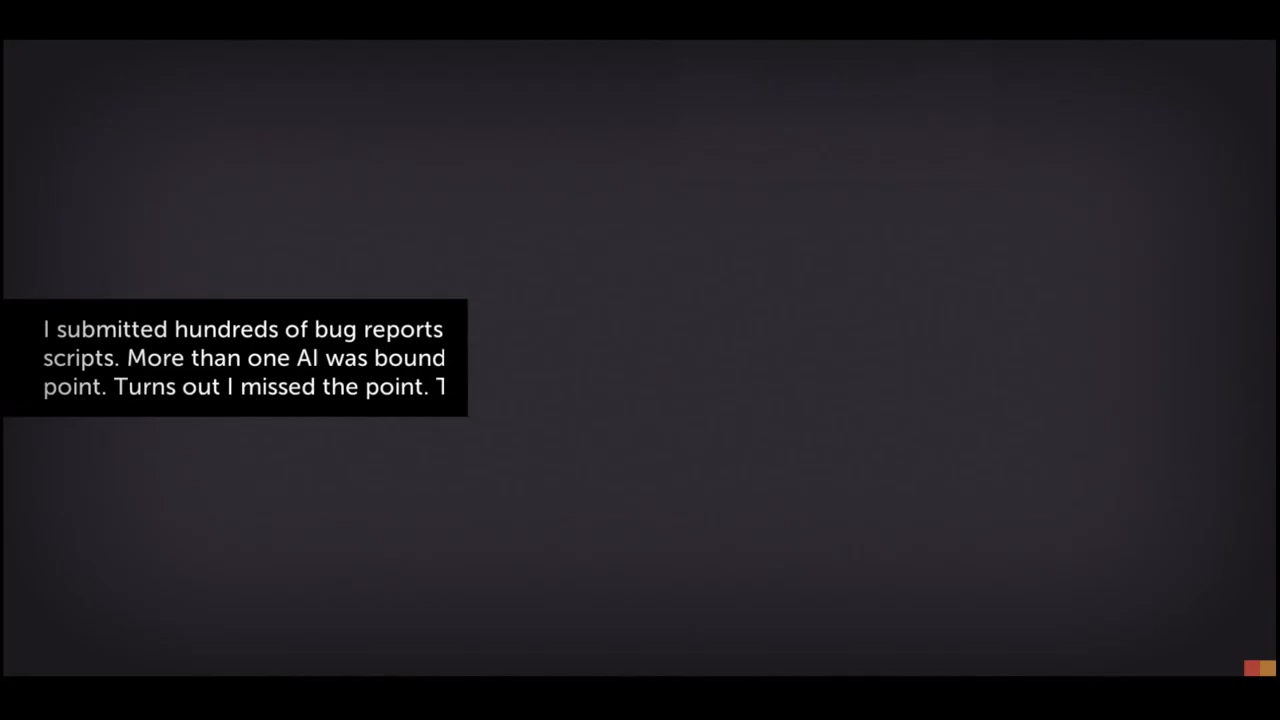 I submitted hundreds of bug reports
scripts. More than one AI was bound
point. Turns out I missed the point.